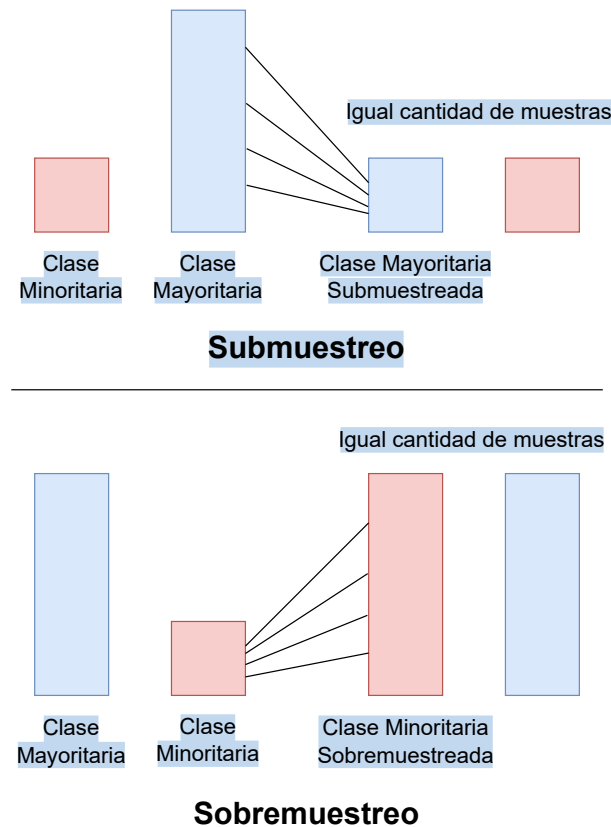 Igual cantidad de muestras
Clase
Minoritaria
Clase
Mayoritaria
Clase Mayoritaria
Submuestreada
Submuestreo
Igual cantidad de muestras
Clase
Mayoritaria
Clase
Minoritaria
Clase Minoritaria
Sobremuestreada
Sobremuestreo